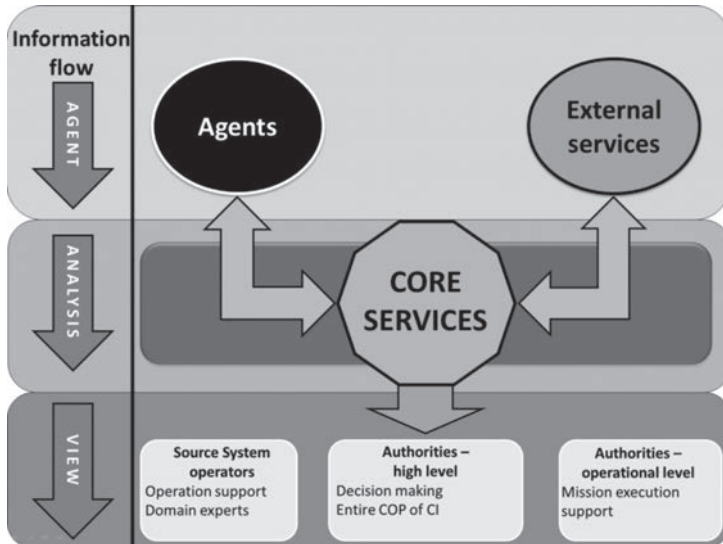 Information
flow
AGENT
Agents
External
services
ANALYSIS
CORE
SERVICES
VIEW
Source System
operators
Operation support
Domain experts
Authorities –
high level
Decision making
Entire COP of CI
Authorities –
operational level
Mission execution
support